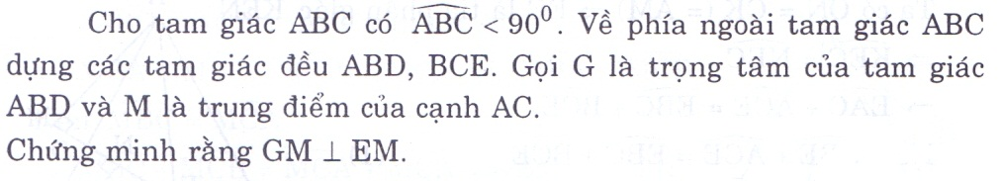 Cho tam giác ABC có $\widehat{ABC} < 90^0$. Về phía ngoài tam giác ABC
dựng các tam giác đều ABD, BCE. Gọi G là trọng tâm của tam giác
ABD và M là trung điểm của cạnh AC.
Chứng minh rằng GM ⊥ EM.